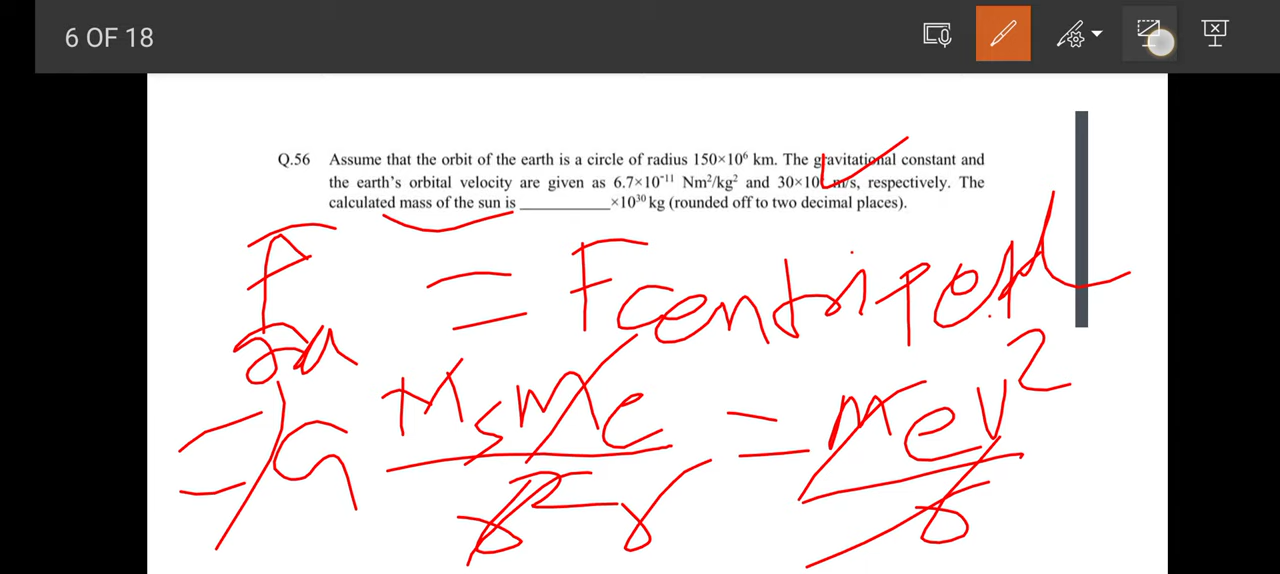 6 OF 18
Q.56 Assume that the orbit of the earth is a circle of radius 150×10⁶ km. The gravitational constant and
the earth's orbital velocity are given as 6.7×10⁻¹¹ Nm²/kg² and 30×10 m/s, respectively. The
calculated mass of the sun is ________×10³⁰ kg (rounded off to two decimal places).
F = F
G MₛMe = mev²
r² r r